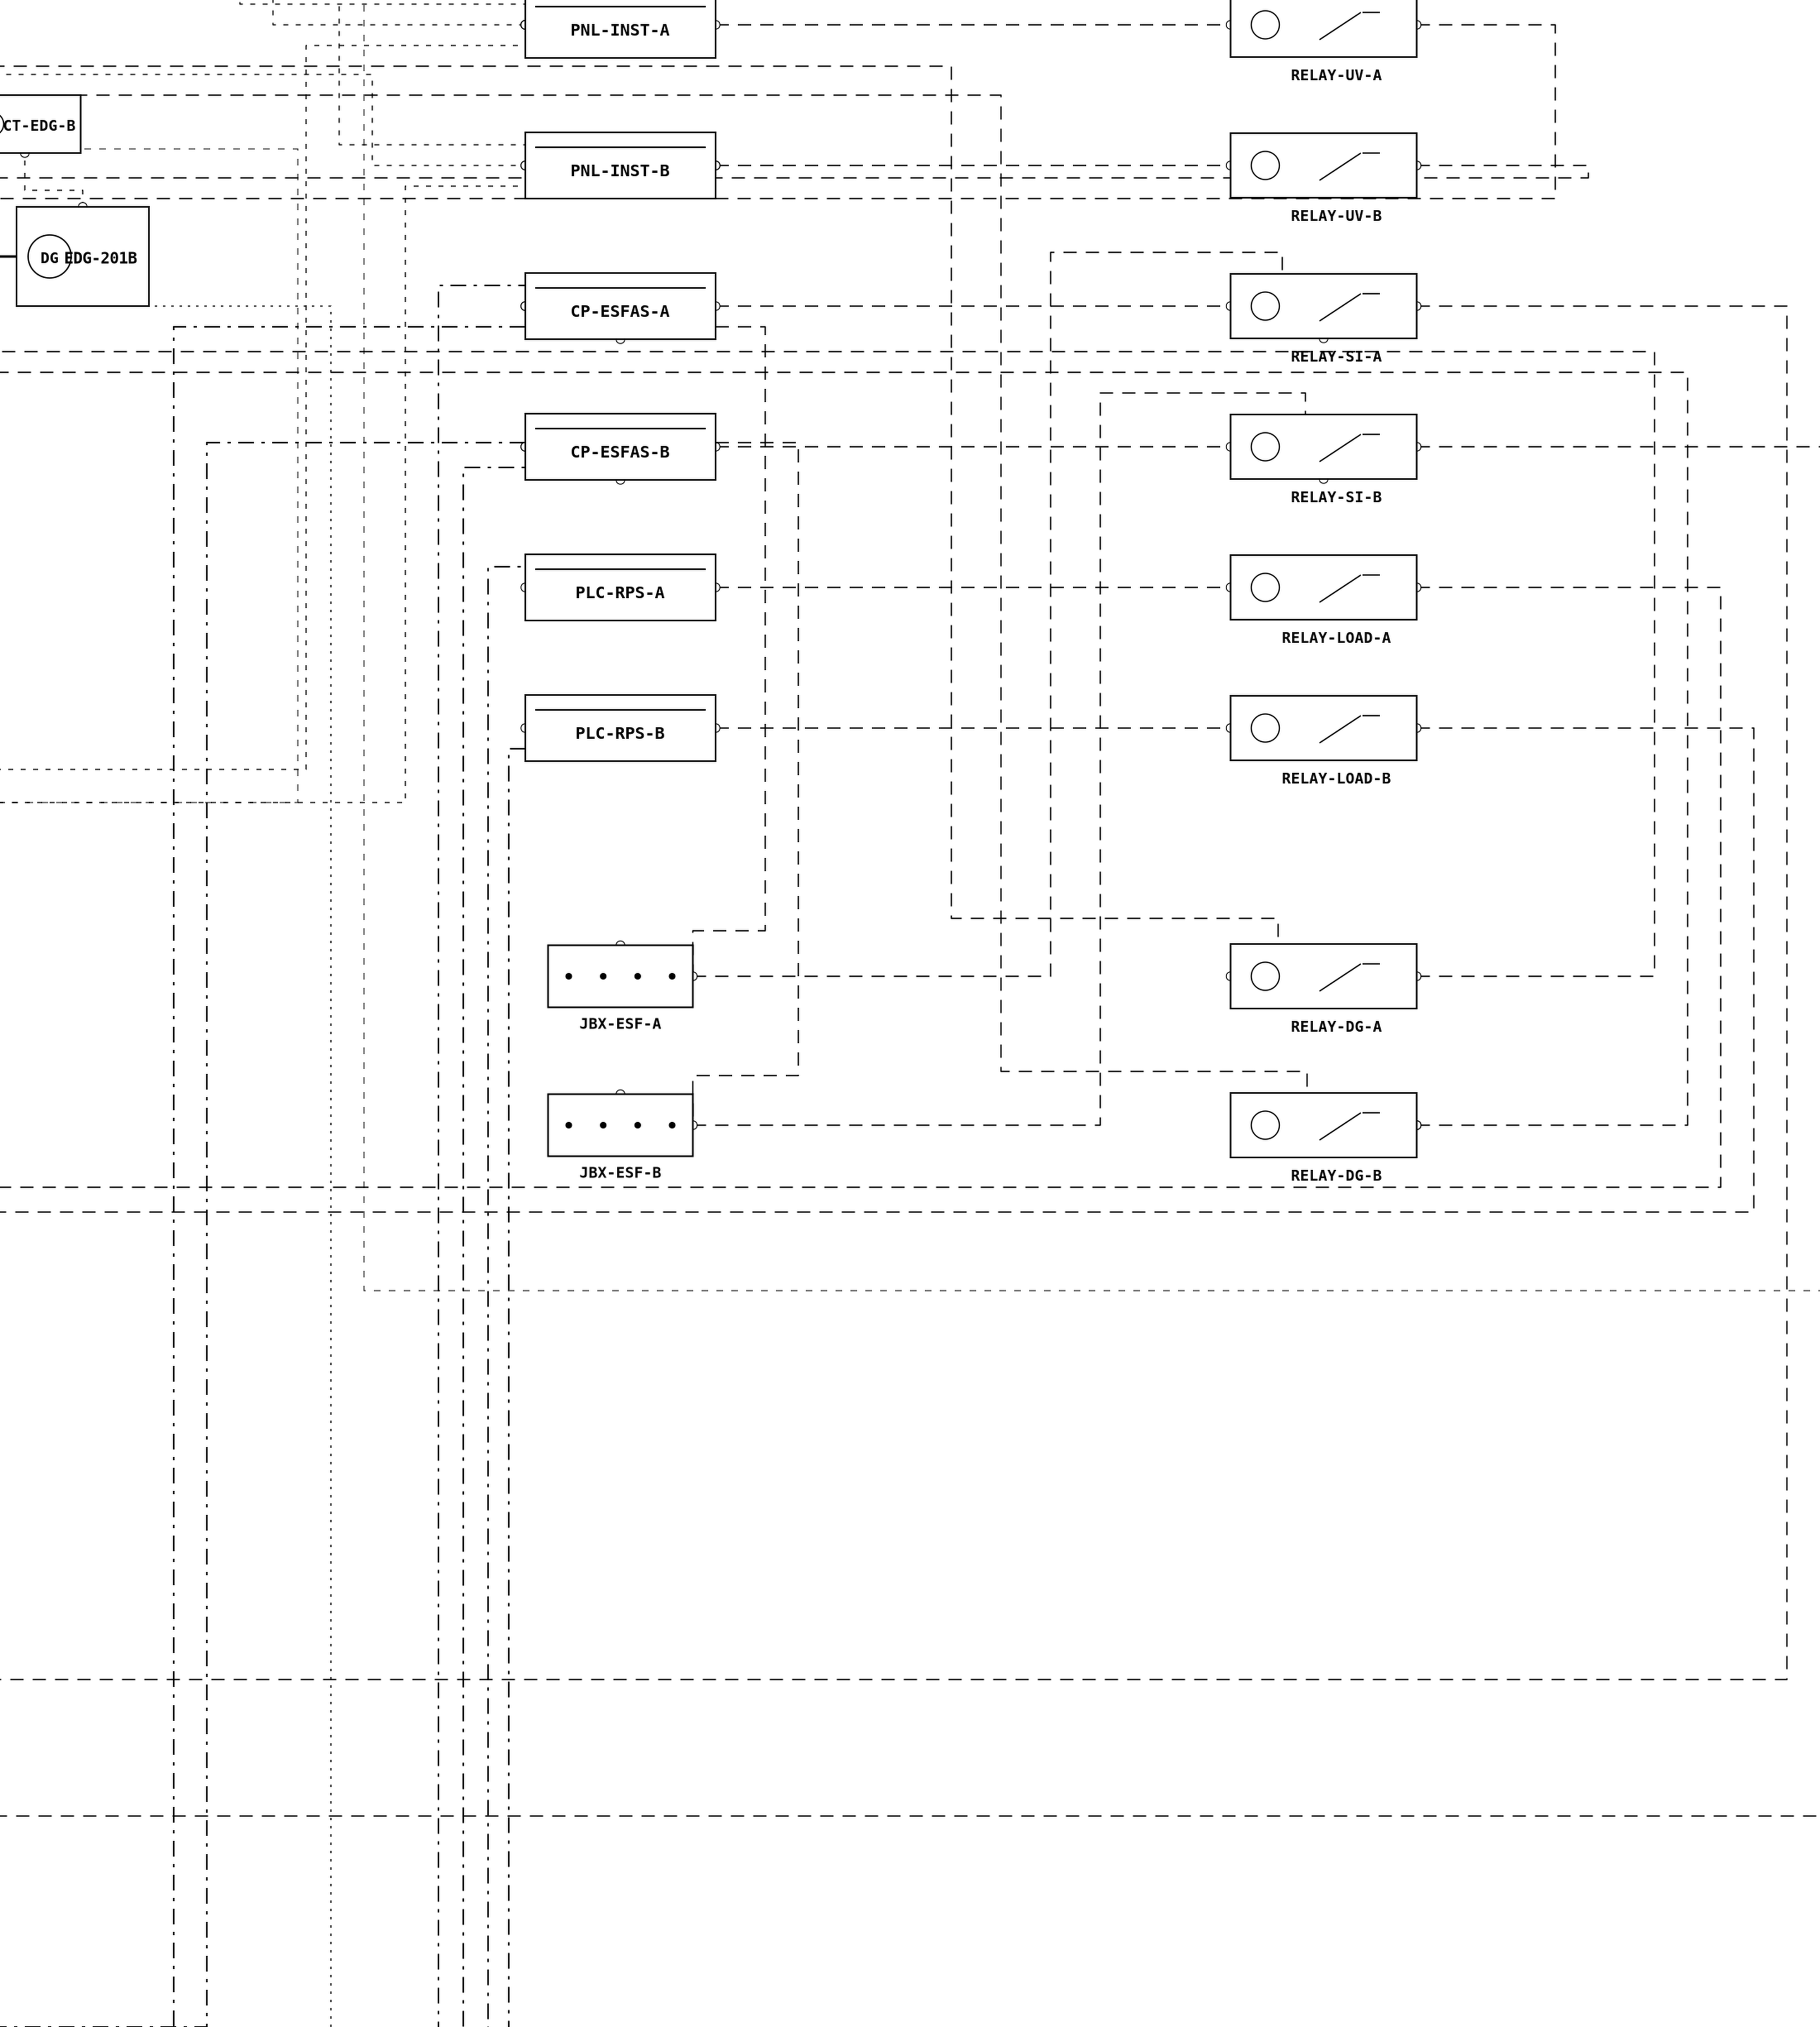 PNL-INST-A
RELAY-UV-A
CT-EDG-B
PNL-INST-B
RELAY-UV-B
DG EDG-201B
CP-ESFAS-A
RELAY-SI-A
CP-ESFAS-B
RELAY-SI-B
PLC-RPS-A
RELAY-LOAD-A
PLC-RPS-B
RELAY-LOAD-B
JBX-ESF-A
RELAY-DG-A
JBX-ESF-B
RELAY-DG-B